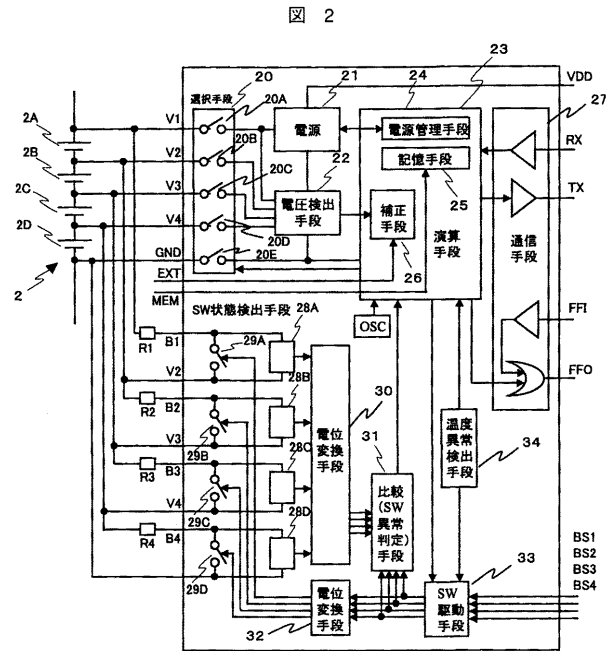 図 2
20
21
24
23
27
VDD
選択手段
20A
2A
V1
電源
電源管理手段
RX
20B
2B
V2
22
記憶手段
20C
2C
V3
電圧検出
手段
25
TX
2D
V4
補正
手段
演算
手段
通信
手段
20D
GND
20E
26
2
EXT
MEM
FFI
SW状態検出手段
OSC
28A
29A
R1
B1
FFO
V2
28B
30
R2
B2
31
温度
異常
検出
手段
34
電位
変換
手段
29B
V3
28C
比較
(SW
異常
判定)
手段
R3
B3
29C
V4
28D
R4
B4
33
BS1
BS2
BS3
BS4
29D
電位
変換
手段
SW
駆動
手段
32